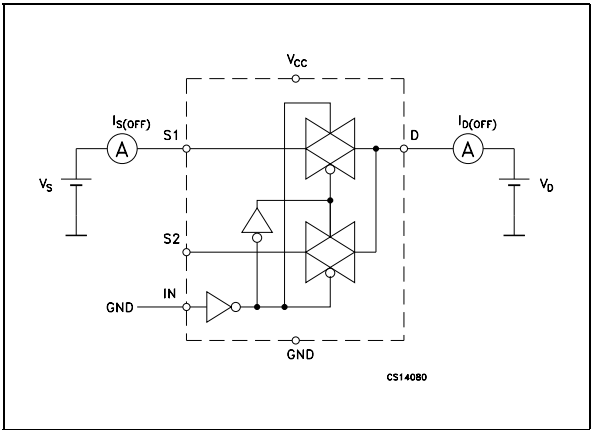 VCC
IS(OFF)
S1
D
ID(OFF)
A
A
VS
VD
S2
IN
GND
GND
CS14080